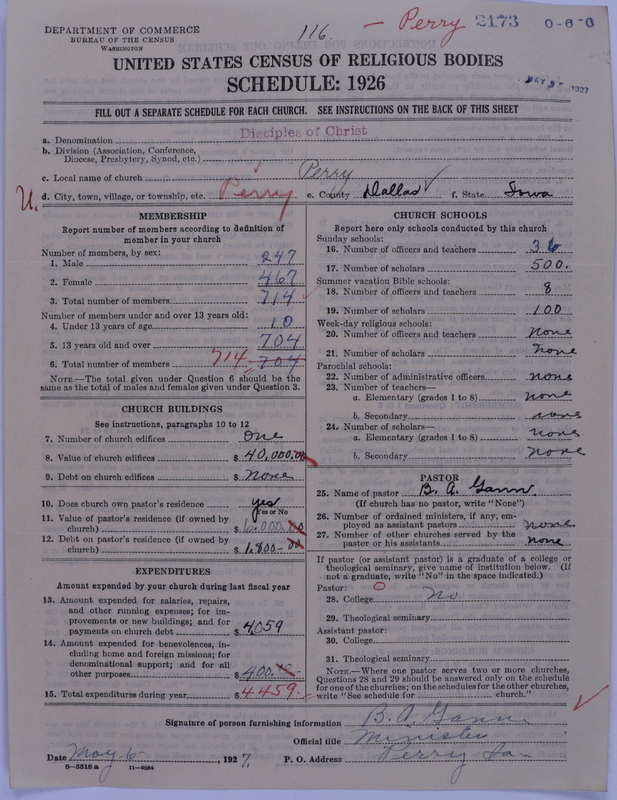 DEPARTMENT OF COMMERCE
BUREAU OF THE CENSUS
WASHINGTON
116.
— Perry
2173
0-6-0
UNITED STATES CENSUS OF RELIGIOUS BODIES
SCHEDULE: 1926
MAY 9- 1927
FILL OUT A SEPARATE SCHEDULE FOR EACH CHURCH. SEE INSTRUCTIONS ON THE BACK OF THIS SHEET
a. Denomination Disciples of Christ
b. Division (Association, Conference,
Diocese, Presbytery, Synod, etc.)
c. Local name of church Perry
U.
d. City, town, village, or township, etc. Perry e. County Dallas f. State Iowa
MEMBERSHIP
Report number of members according to definition of
member in your church
Number of members, by sex:
1. Male 247
2. Female 467
3. Total number of members 714
Number of members under and over 13 years old:
4. Under 13 years of age 10
5. 13 years old and over 704
6. Total number of members 714 704
NOTE.—The total given under Question 6 should be the
same as the total of males and females given under Question 3.
CHURCH BUILDINGS
See instructions, paragraphs 10 to 12
7. Number of church edifices One
8. Value of church edifices $ 40,000.00
9. Debt on church edifices $ None
10. Does church own pastor's residence? yes
Yes or No
11. Value of pastor's residence (if owned by
church) $ 6,000.00
12. Debt on pastor's residence (if owned by
church) $ 1,800-00
EXPENDITURES
Amount expended by your church during last fiscal year
13. Amount expended for salaries, repairs,
and other running expenses; for im-
provements or new buildings; and for
payments on church debt $ 4059
14. Amount expended for benevolences, in-
cluding home and foreign missions; for
denominational support; and for all
other purposes $ 400.00
15. Total expenditures during year $ 4459.
CHURCH SCHOOLS
Report here only schools conducted by this church
Sunday schools:
16. Number of officers and teachers 36
17. Number of scholars 500.
Summer vacation Bible schools:
18. Number of officers and teachers 8
19. Number of scholars 100
Week-day religious schools:
20. Number of officers and teachers None
21. Number of scholars None
Parochial schools:
22. Number of administrative officers none
23. Number of teachers—
a. Elementary (grades 1 to 8) none
b. Secondary none
24. Number of scholars—
a. Elementary (grades 1 to 8) none
b. Secondary none
PASTOR
25. Name of pastor B. A. Gann
(If church has no pastor, write "None")
26. Number of ordained ministers, if any, em-
ployed as assistant pastors none
27. Number of other churches served by the
pastor or his assistants none
If pastor (or assistant pastor) is a graduate of a college or
theological seminary, give name of institution below. (If
not a graduate, write "No" in the space indicated.)
Pastor: O
28. College No
29. Theological seminary
Assistant pastor:
30. College
31. Theological seminary
NOTE.—Where one pastor serves two or more churches,
Questions 28 and 29 should be answered only on the schedule
for one of the churches; on the schedules for the other churches,
write "See schedule for church."
Signature of person furnishing information B. A. Gann
Official title Minister
Date May 6, 1927. P. O. Address Perry Ia-
8-5518a 11-9084